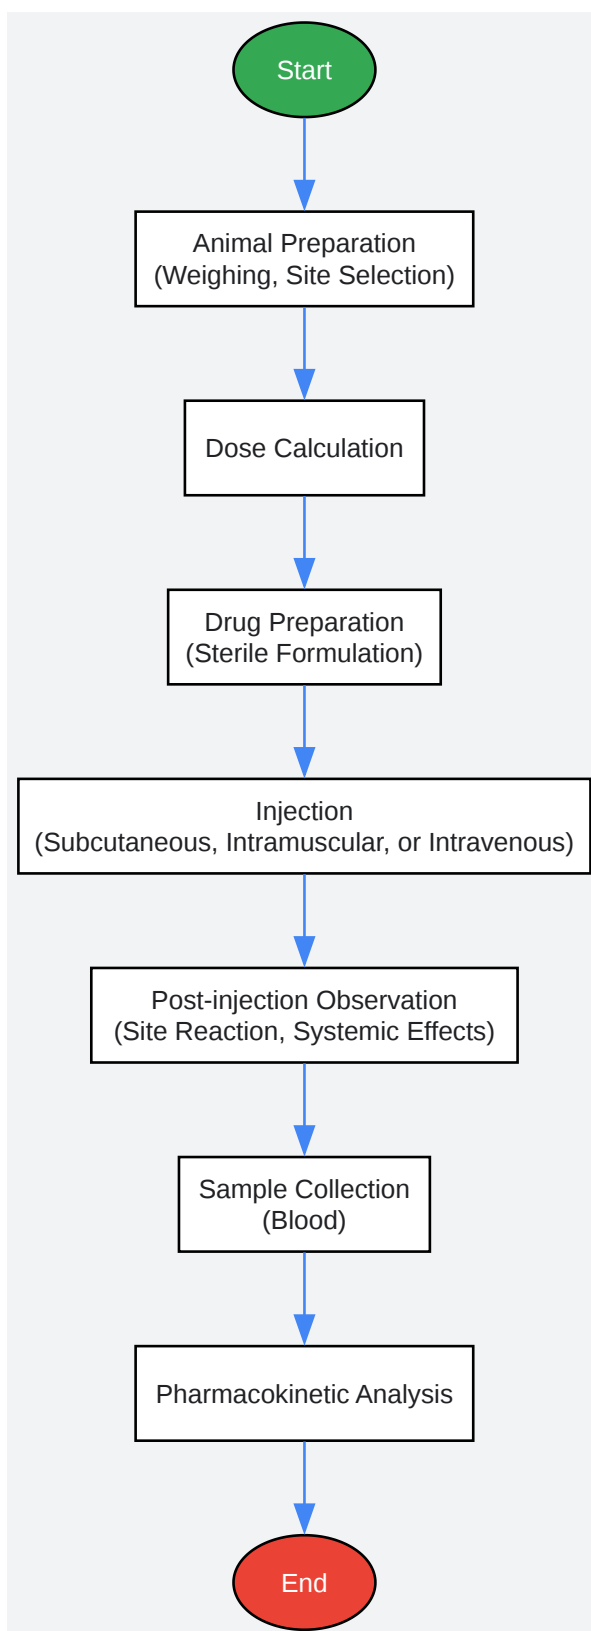 Start
Animal Preparation
(Weighing, Site Selection)
Dose Calculation
Drug Preparation
(Sterile Formulation)
Injection
(Subcutaneous, Intramuscular, or Intravenous)
Post-injection Observation
(Site Reaction, Systemic Effects)
Sample Collection
(Blood)
Pharmacokinetic Analysis
End